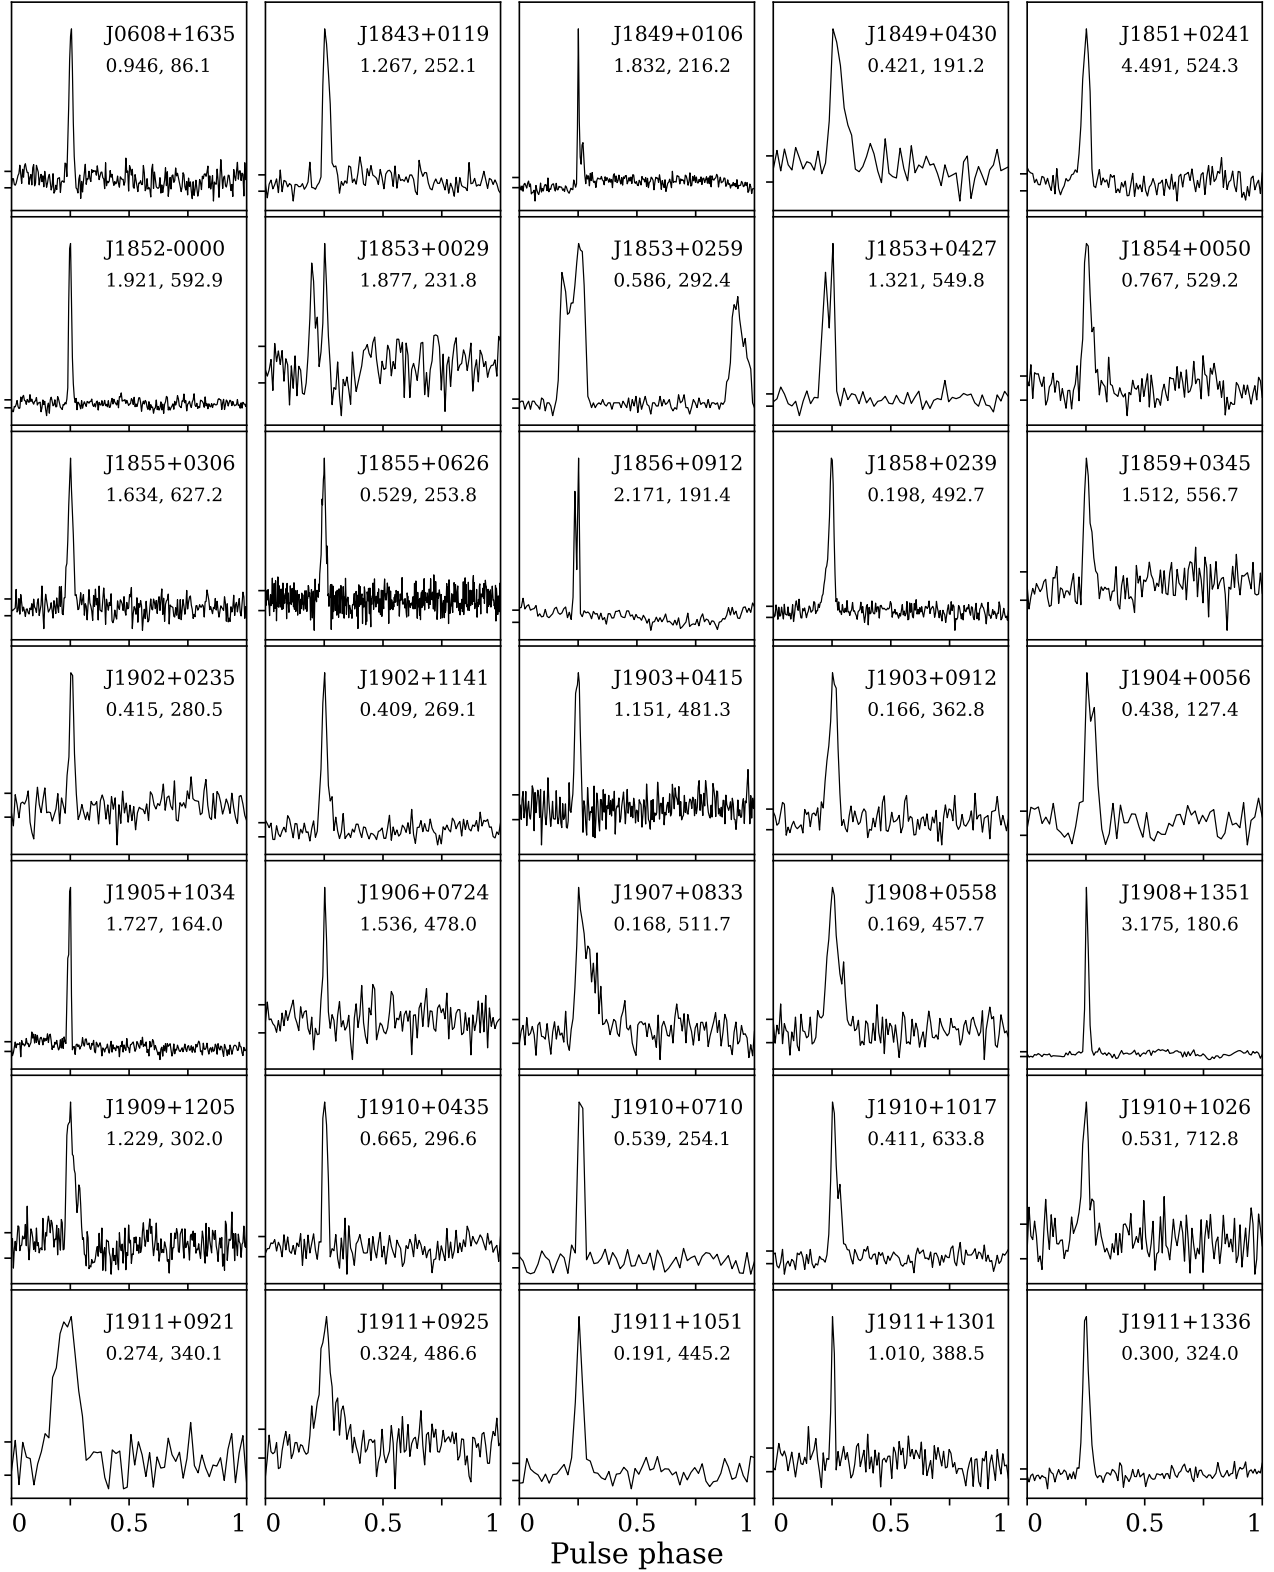 J0608+1635
0.946, 86.1
J1843+0119
1.267, 252.1
J1849+0106
1.832, 216.2
J1849+0430
0.421, 191.2
J1851+0241
4.491, 524.3
J1852-0000
1.921, 592.9
J1853+0029
1.877, 231.8
J1853+0259
0.586, 292.4
J1853+0427
1.321, 549.8
J1854+0050
0.767, 529.2
J1855+0306
1.634, 627.2
J1855+0626
0.529, 253.8
J1856+0912
2.171, 191.4
J1858+0239
0.198, 492.7
J1859+0345
1.512, 556.7
J1902+0235
0.415, 280.5
J1902+1141
0.409, 269.1
J1903+0415
1.151, 481.3
J1903+0912
0.166, 362.8
J1904+0056
0.438, 127.4
J1905+1034
1.727, 164.0
J1906+0724
1.536, 478.0
J1907+0833
0.168, 511.7
J1908+0558
0.169, 457.7
J1908+1351
3.175, 180.6
J1909+1205
1.229, 302.0
J1910+0435
0.665, 296.6
J1910+0710
0.539, 254.1
J1910+1017
0.411, 633.8
J1910+1026
0.531, 712.8
J1911+0921
0.274, 340.1
J1911+0925
0.324, 486.6
J1911+1051
0.191, 445.2
J1911+1301
1.010, 388.5
J1911+1336
0.300, 324.0
0 0.5 1 0 0.5 1 0 0.5 1 0 0.5 1 0 0.5 1
Pulse phase